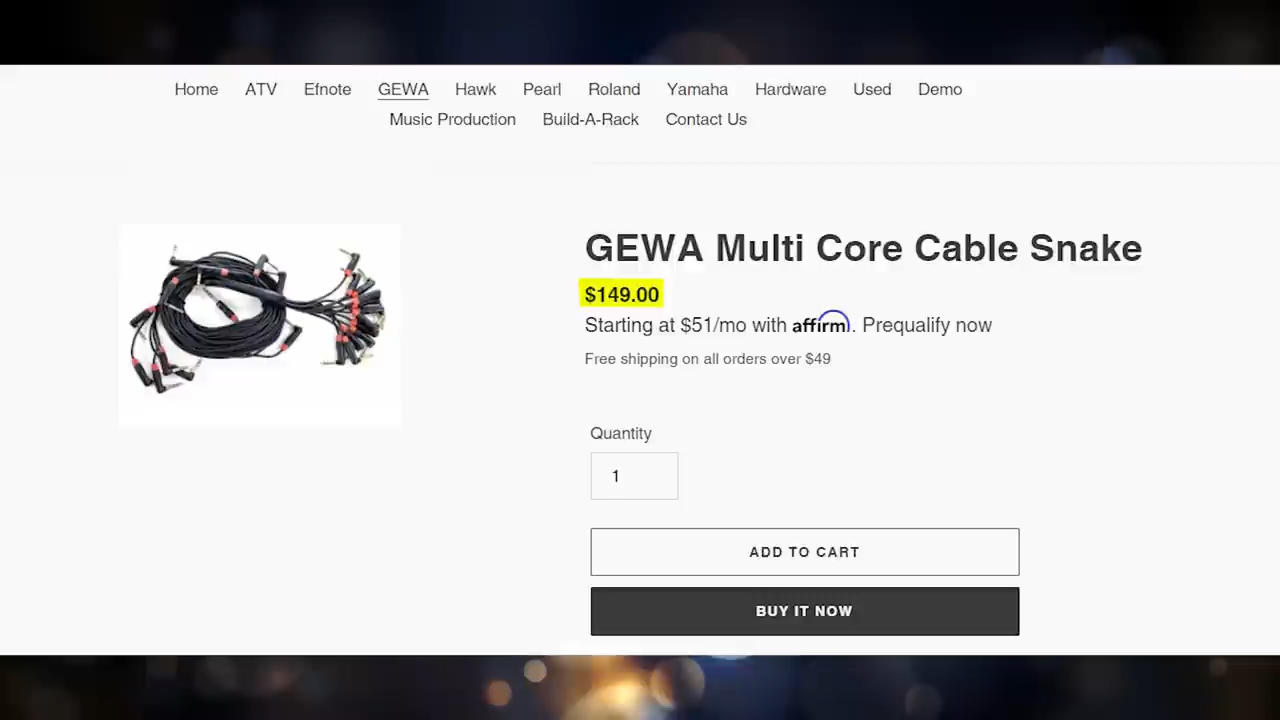 Home ATV Efnote GEWA Hawk Pearl Roland Yamaha Hardware Used Demo
Music Production Build-A-Rack Contact Us
GEWA Multi Core Cable Snake
$149.00
Starting at $51/mo with affirm. Prequalify now
Free shipping on all orders over $49
Quantity
1
ADD TO CART
BUY IT NOW